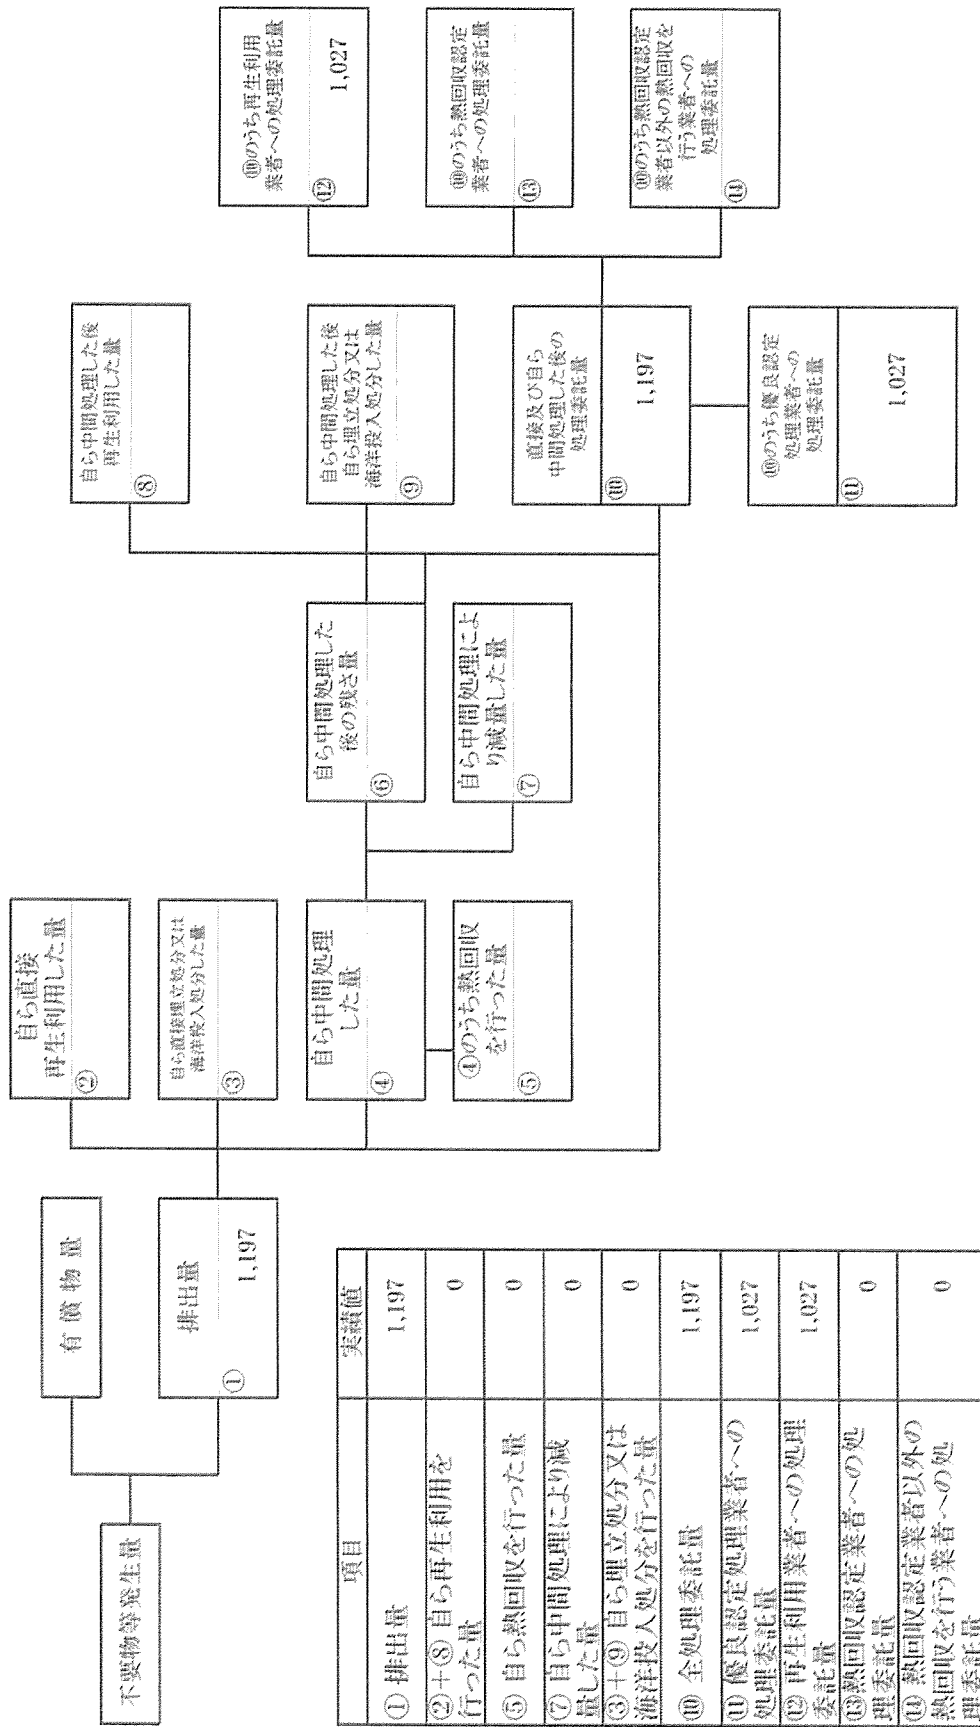 不要物等発生量
有 償 物 量
排出量
①
1,197
自ら直接
再生利用した量
②
自ら直接埋立処分又は
海洋投入処分した量
③
自ら中間処理
した量
④
④のうち熱回収
を行った量
⑤
自ら中間処理した
後の残さ量
⑥
自ら中間処理によ
り減量した量
⑦
自ら中間処理した後
再生利用した量
⑧
自ら中間処理した後
自ら埋立処分又は
海洋投入処分した量
⑨
直接及び自ら
中間処理した後の
処理委託量
⑩
1,197
⑩のうち優良認定
処理業者への
処理委託量
⑪
1,027
⑩のうち再生利用
業者への処理委託量
⑫
1,027
⑩のうち熱回収認定
業者への処理委託量
⑬
⑩のうち熱回収認定
業者以外の熱回収を
行う業者への
処理委託量
⑭
項目 実績値
① 排出量 1,197
②+⑧ 自ら再生利用を
行った量 0
⑤ 自ら熱回収を行った量 0
⑦ 自ら中間処理により減
量した量 0
③+⑨ 自ら埋立処分又は
海洋投入処分を行った量 0
⑩ 全処理委託量 1,197
⑪ 優良認定処理業者への
処理委託量 1,027
⑫ 再生利用業者への処理
委託量 1,027
⑬熱回収認定業者への処
理委託量 0
⑭ 熱回収認定業者以外の
熱回収を行う業者への処
理委託量 0